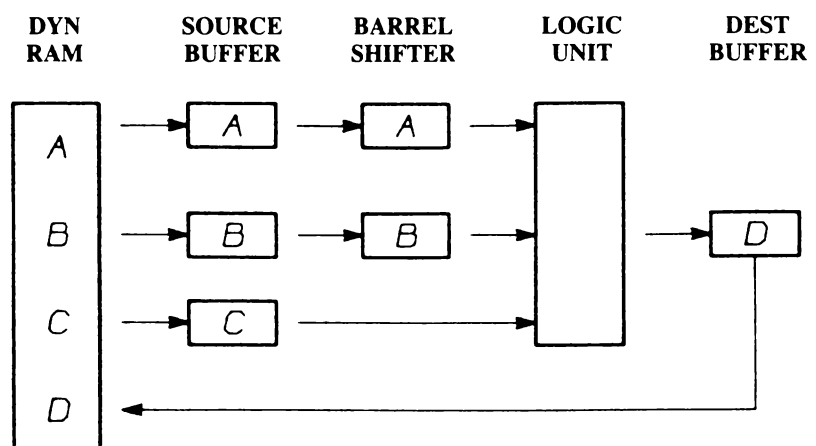 DYN RAM
SOURCE BUFFER
BARREL SHIFTER
LOGIC UNIT
DEST BUFFER
A
A
A
B
B
B
D
C
C
D